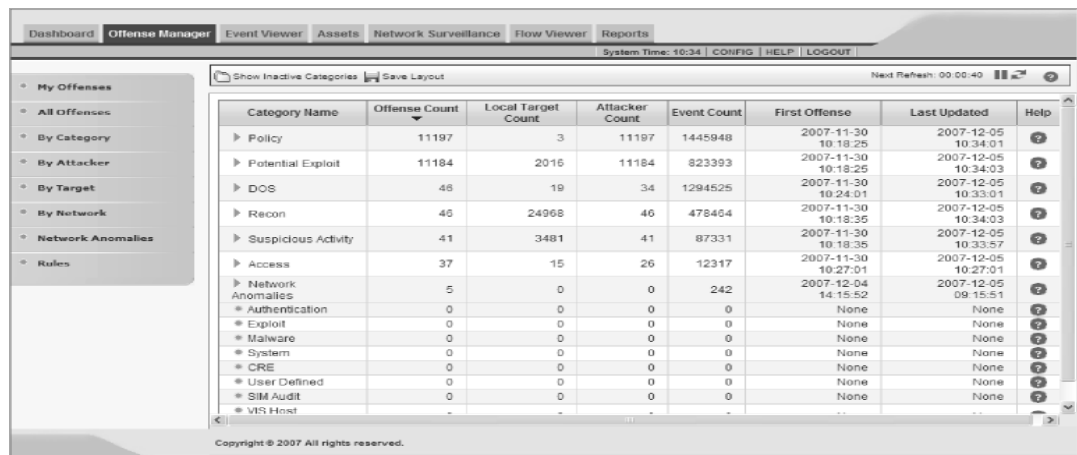 Dashboard Offense Manager Event Viewer Assets Network Surveillance Flow Viewer Reports
System Time: 10:34 | CONFIG | HELP | LOGOUT
My Offenses
All Offenses
By Category
By Attacker
By Target
By Network
Network Anomalies
Rules
Show Inactive Categories Save Layout Next Refresh: 00:00:40
Category Name Offense Count Local Target Count Attacker Count Event Count First Offense Last Updated Help
Policy 11197 3 11197 1445948 2007-11-30 10:18:25 2007-12-05 10:34:01
Potential Exploit 11184 2016 11184 823393 2007-11-30 10:18:25 2007-12-05 10:34:03
DOS 46 19 34 1294525 2007-11-30 10:24:01 2007-12-05 10:33:01
Recon 46 24968 46 478464 2007-11-30 10:18:35 2007-12-05 10:34:03
Suspicious Activity 41 3481 41 87331 2007-11-30 10:18:35 2007-12-05 10:33:57
Access 37 15 26 12317 2007-11-30 10:27:01 2007-12-05 10:27:01
Network Anomalies 5 0 0 242 2007-12-04 14:15:52 2007-12-05 09:15:51
Authentication 0 0 0 0 None None
Exploit 0 0 0 0 None None
Malware 0 0 0 0 None None
System 0 0 0 0 None None
CRE 0 0 0 0 None None
User Defined 0 0 0 0 None None
SIM Audit 0 0 0 0 None None
VIS Host
Copyright © 2007 All rights reserved.